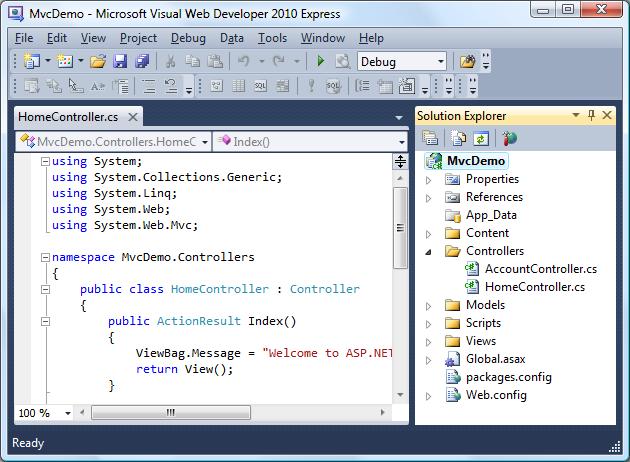 MvcDemo - Microsoft Visual Web Developer 2010 Express
File Edit View Project Debug Data Tools Window Help
Debug
SQL SQL
HomeController.cs
MvcDemo.Controllers.HomeC Index()
using System;
using System.Collections.Generic;
using System.Linq;
using System.Web;
using System.Web.Mvc;
namespace MvcDemo.Controllers
{
public class HomeController : Controller
{
public ActionResult Index()
{
ViewBag.Message = "Welcome to ASP.NET
return View();
}
100 %
Solution Explorer
MvcDemo
Properties
References
App_Data
Content
Controllers
AccountController.cs
HomeController.cs
Models
Scripts
Views
Global.asax
packages.config
Web.config
Ready